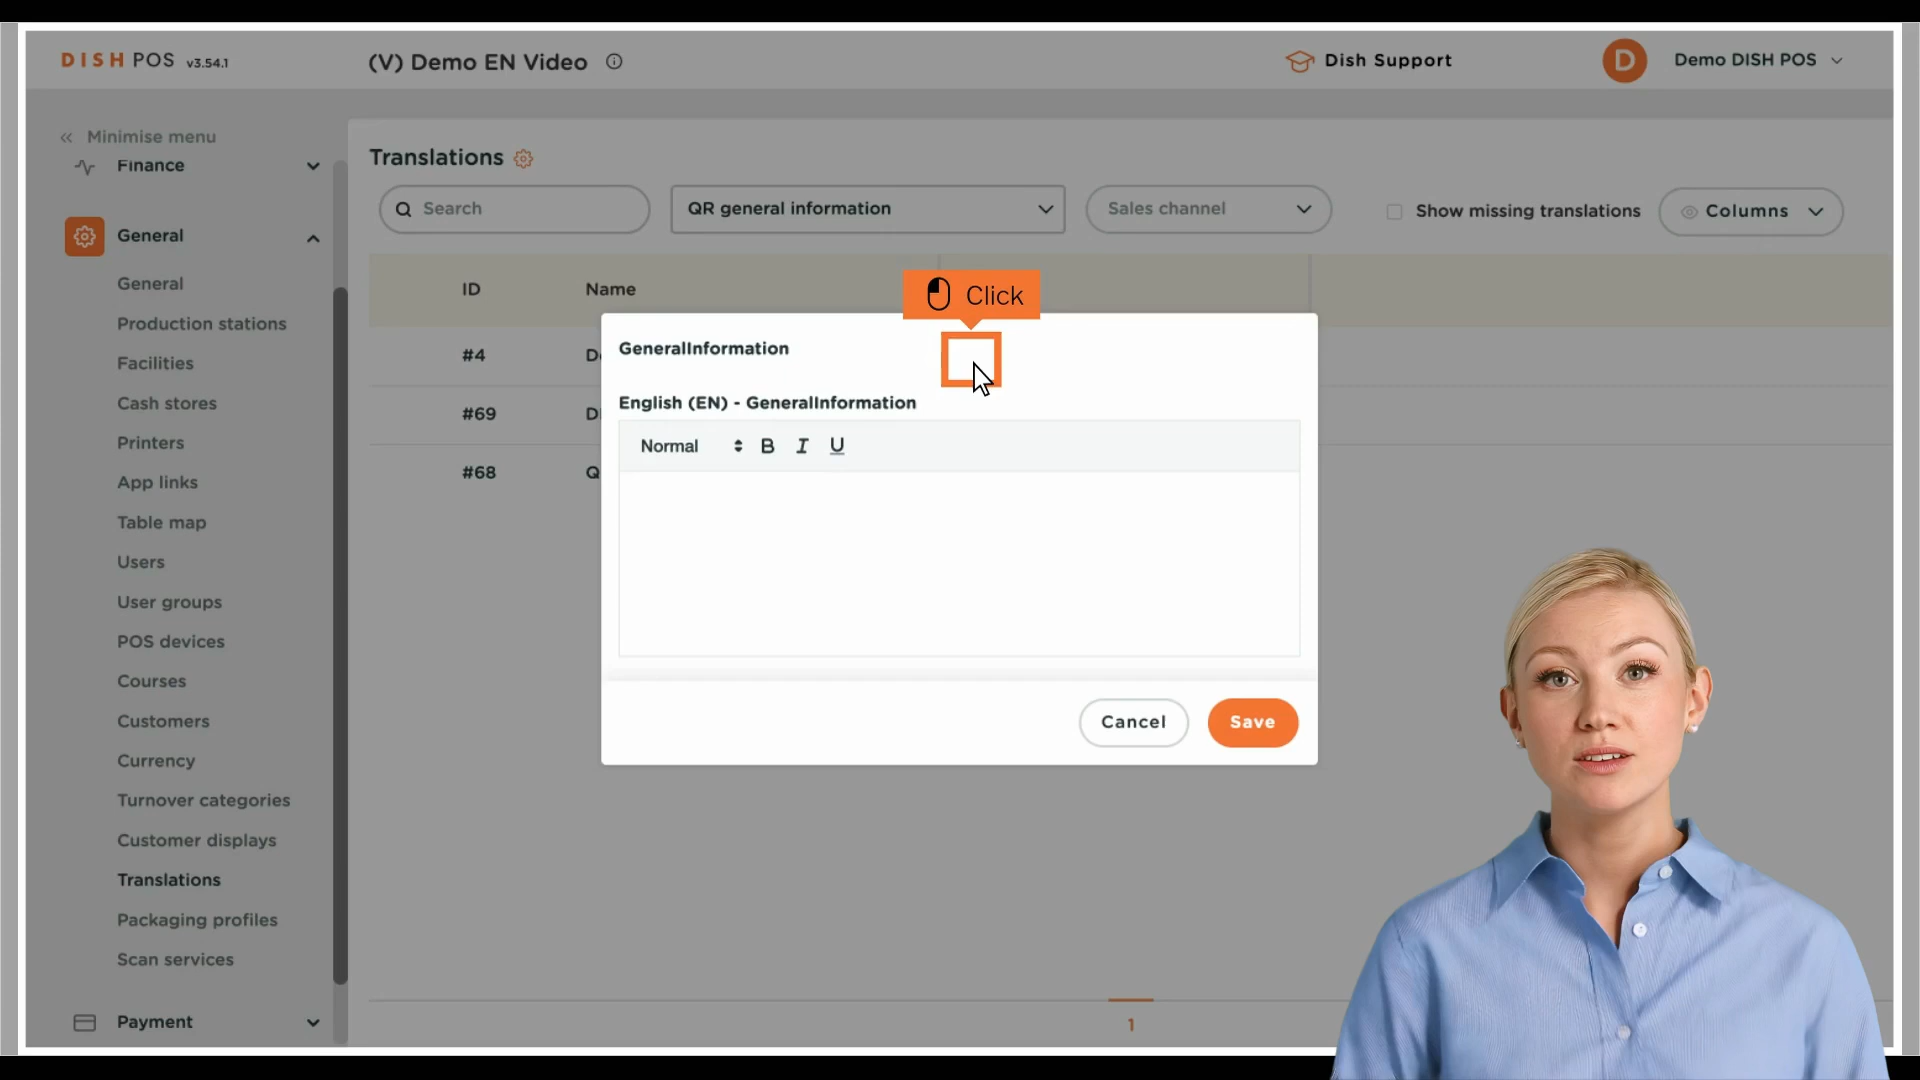 DISH POS v3.54.1
(V) Demo EN Video
Dish Support
D
Demo DISH POS
Minimise menu
Finance
General
General
Production stations
Facilities
Cash stores
Printers
App links
Table map
Users
User groups
POS devices
Courses
Customers
Currency
Turnover categories
Customer displays
Translations
Packaging profiles
Scan services
Payment
Translations
Search
QR general information
Sales channel
Show missing translations
Columns
ID
Name
#4
#69
#68
Click
GeneralInformation
English (EN) - GeneralInformation
Normal
B I U
Cancel
Save
1